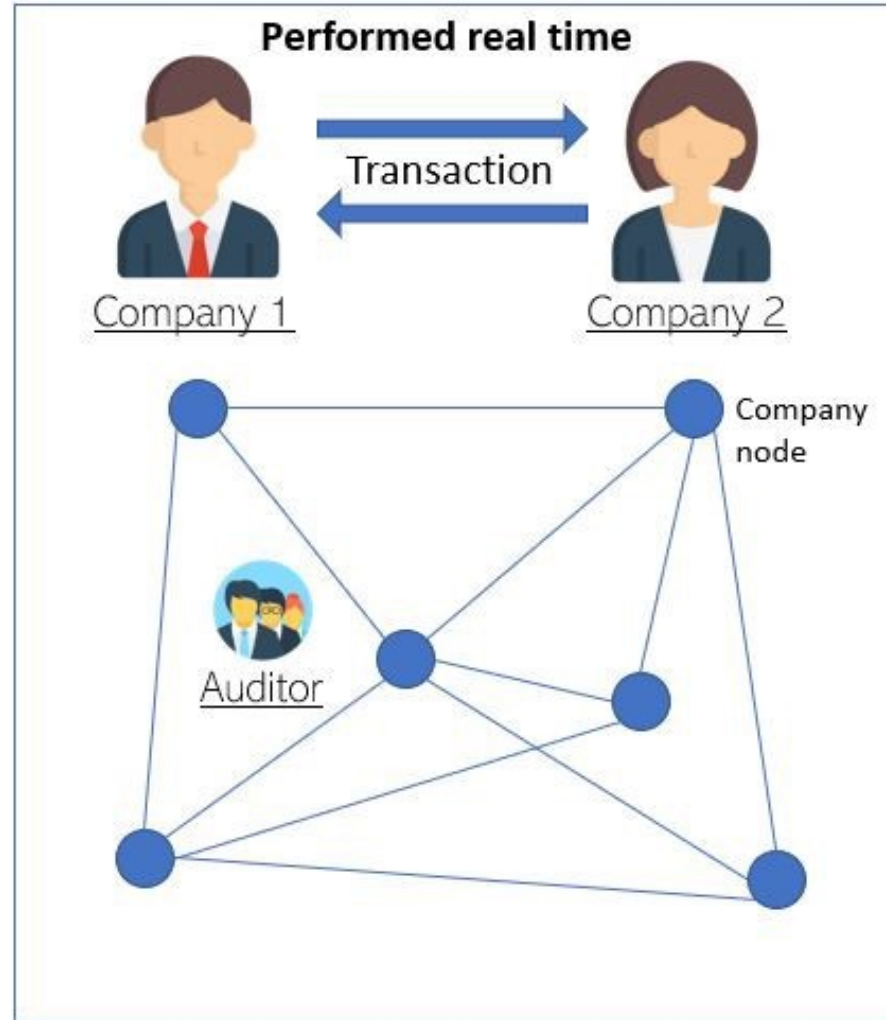 Performed real time
Transaction
Company 1
Company 2
Company
node
Auditor